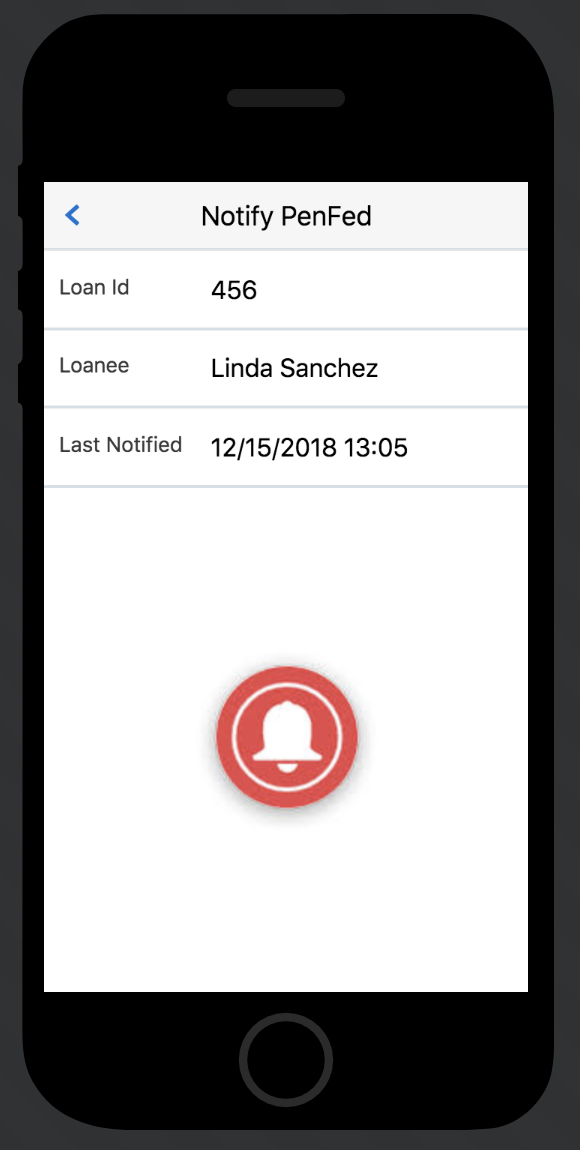 Notify PenFed
Loan Id 456
Loanee Linda Sanchez
Last Notified 12/15/2018 13:05